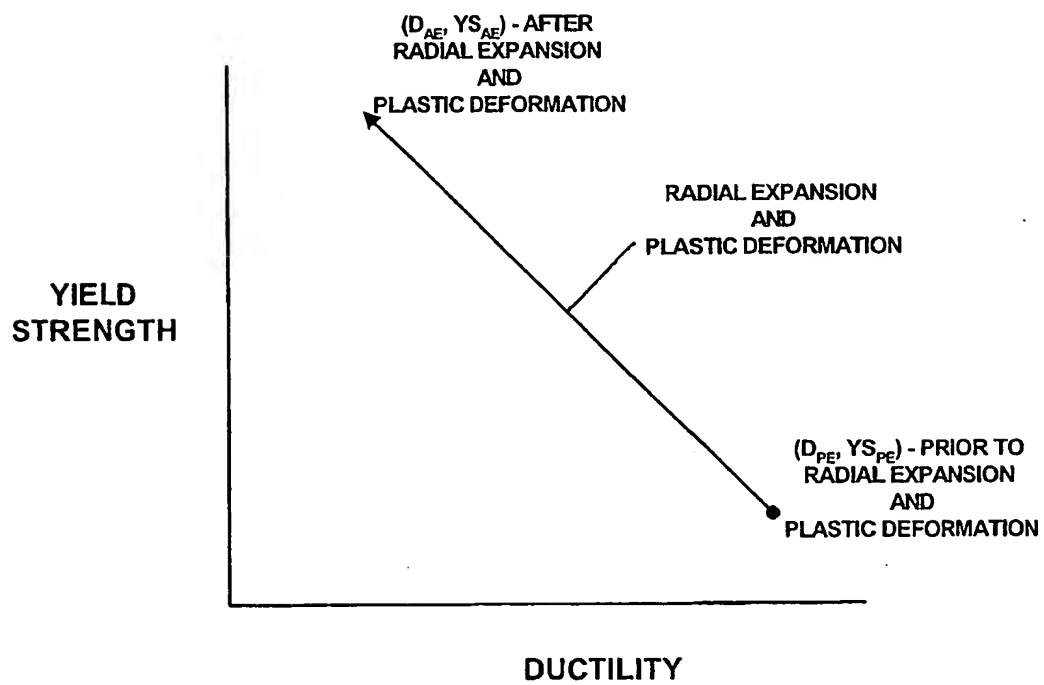 (D_AE, YS_AE) - AFTER
RADIAL EXPANSION
AND
PLASTIC DEFORMATION
RADIAL EXPANSION
AND
PLASTIC DEFORMATION
YIELD
STRENGTH
(D_PE, YS_PE) - PRIOR TO
RADIAL EXPANSION
AND
PLASTIC DEFORMATION
DUCTILITY